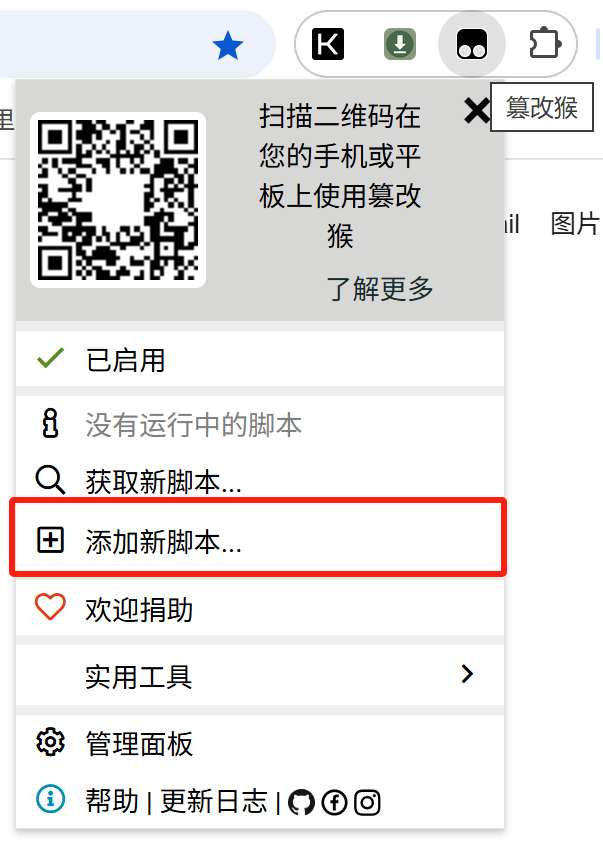 篡改猴
里
扫描二维码在
您的手机或平
板上使用篡改
猴
了解更多
ail
图片
已启用
没有运行中的脚本
获取新脚本...
添加新脚本...
欢迎捐助
实用工具
管理面板
帮助 | 更新日志 |